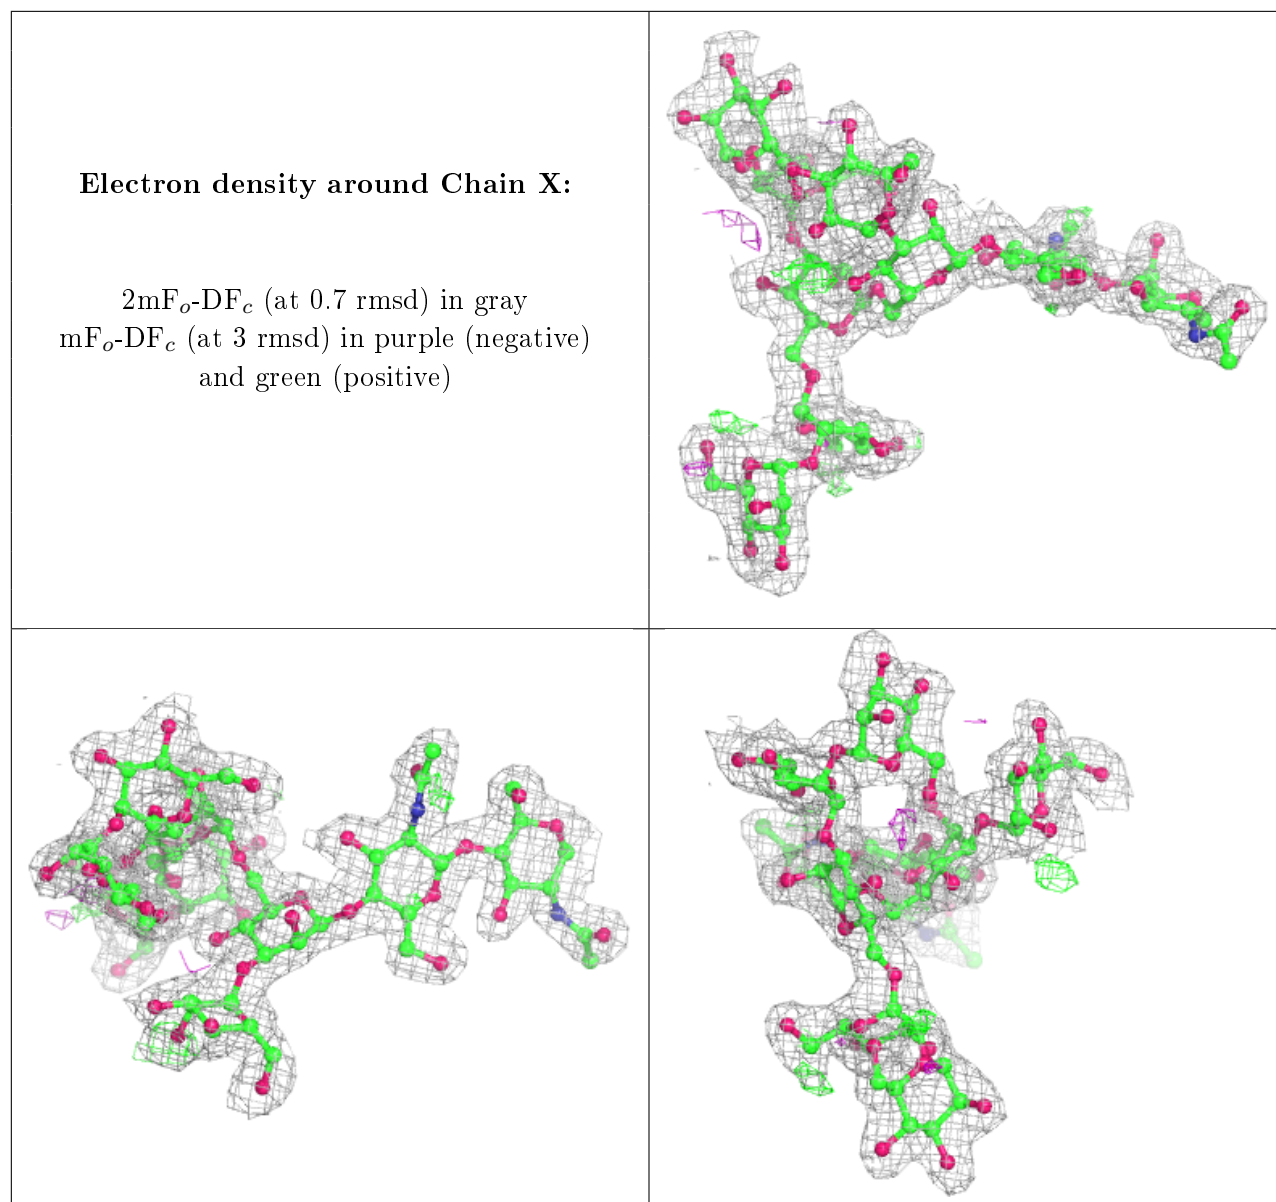 Electron density around Chain X:
2mFₒ-DF𝒸 (at 0.7 rmsd) in gray
mFₒ-DF𝒸 (at 3 rmsd) in purple (negative)
and green (positive)